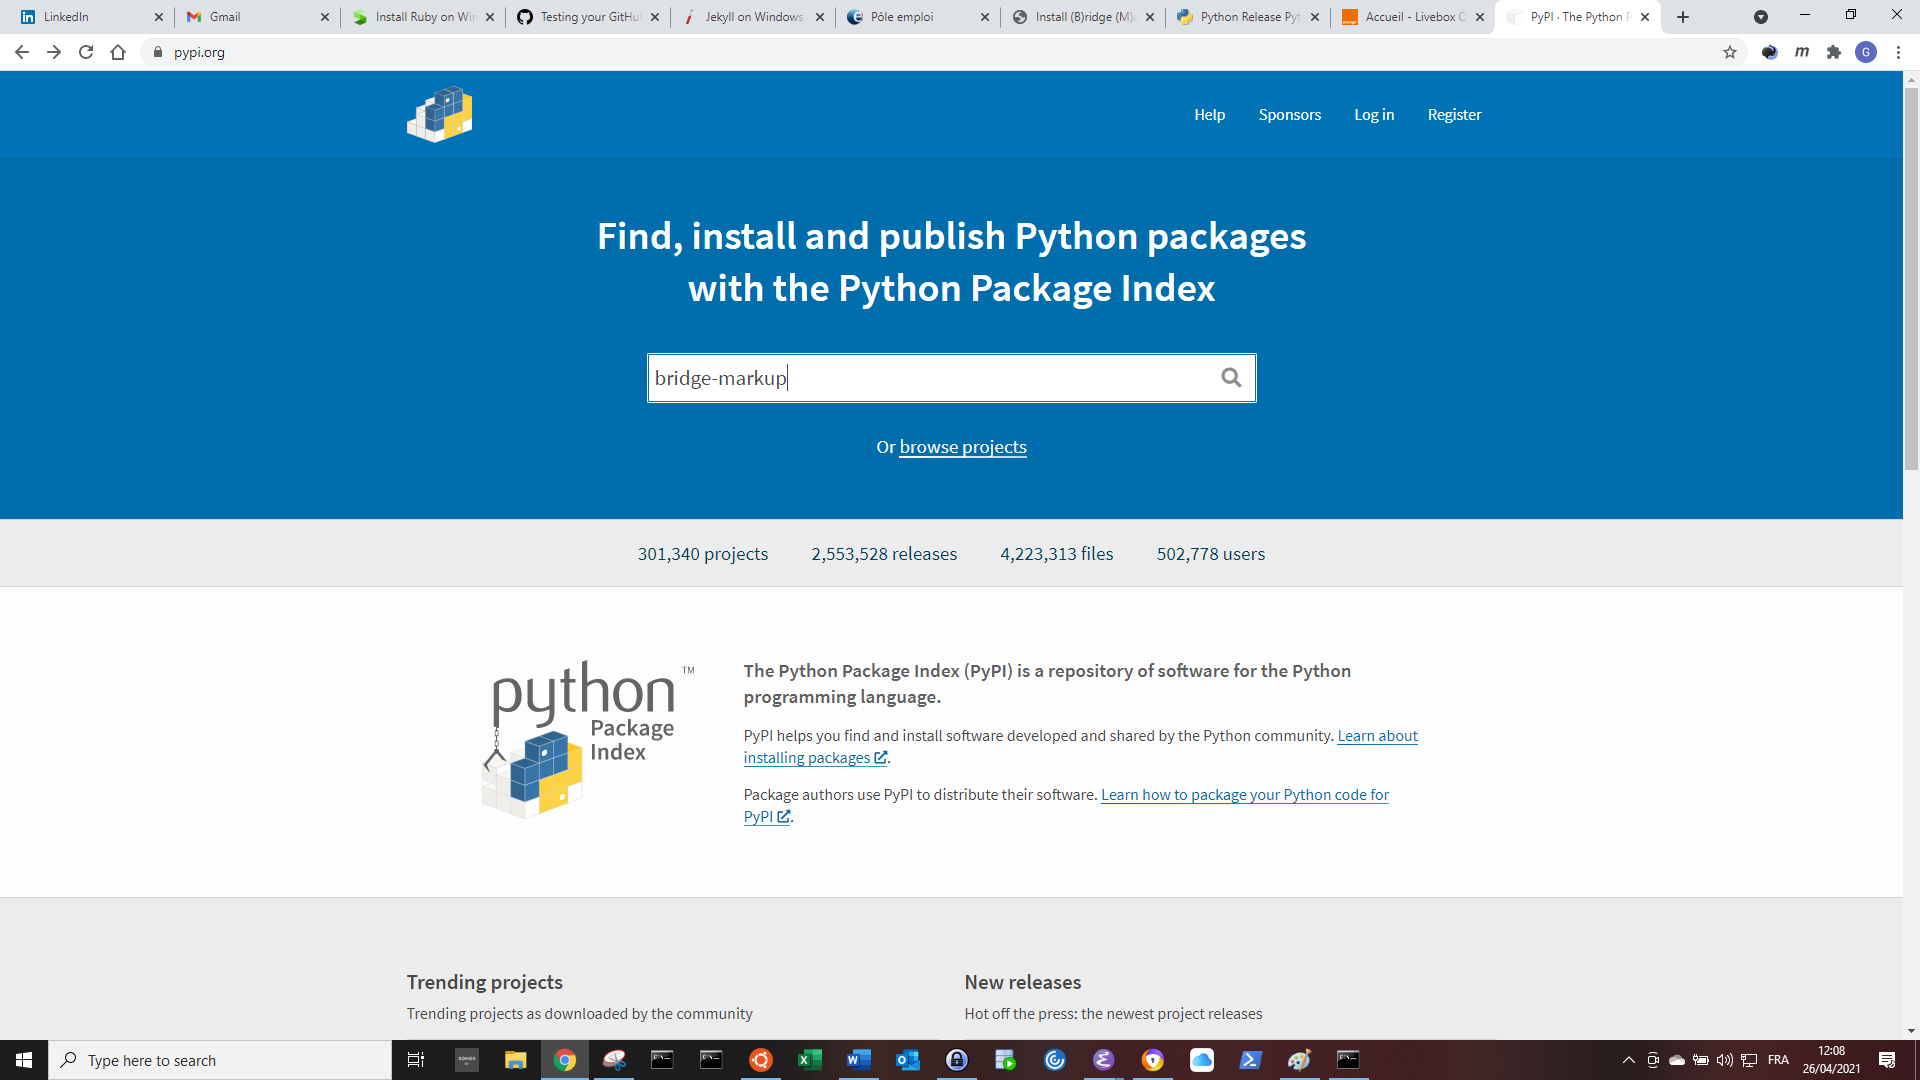 LinkedIn
Gmail
Install Ruby on Win
Testing your GitHu
Jekyll on Windows
Pôle emploi
Install (B)ridge (M)a
Python Release Pyt
Accueil - Livebox O
PyPI · The Python P
pypi.org
G
Help
Sponsors
Log in
Register
Find, install and publish Python packages
with the Python Package Index
bridge-markup
Or browse projects
301,340 projects
2,553,528 releases
4,223,313 files
502,778 users
python ™
Package
Index
The Python Package Index (PyPI) is a repository of software for the Python
programming language.
PyPI helps you find and install software developed and shared by the Python community. Learn about
installing packages.
Package authors use PyPI to distribute their software. Learn how to package your Python code for
PyPI.
Trending projects
Trending projects as downloaded by the community
New releases
Hot off the press: the newest project releases
Type here to search
SONOS
FRA
12:08
26/04/2021